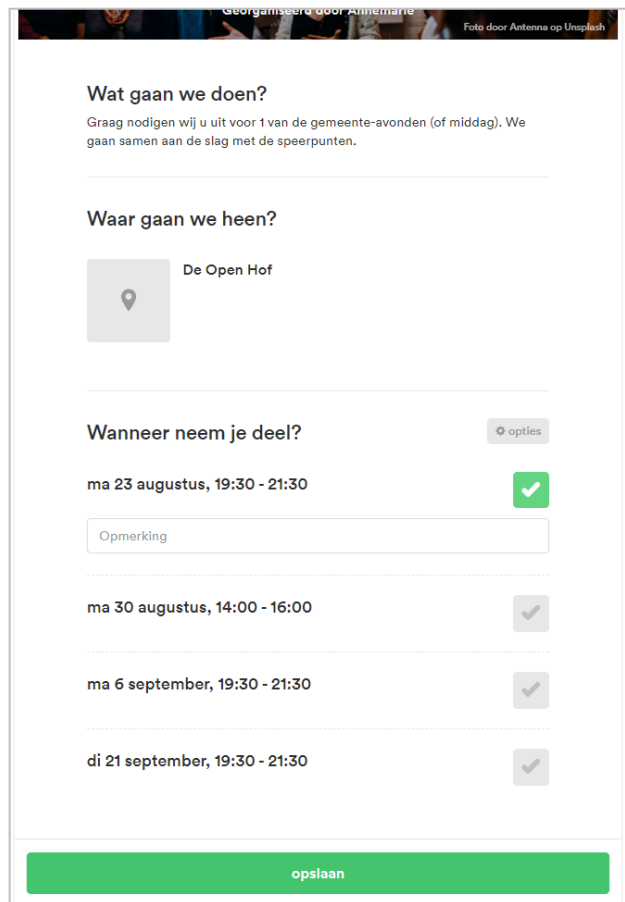 Georganiseerd door Annemarie
Foto door Antenna op Unsplash
Wat gaan we doen?
Graag nodigen wij u uit voor 1 van de gemeente-avonden (of middag). We
gaan samen aan de slag met de speerpunten.
Waar gaan we heen?
De Open Hof
Wanneer neem je deel?
opties
ma 23 augustus, 19:30 - 21:30
Opmerking
ma 30 augustus, 14:00 - 16:00
ma 6 september, 19:30 - 21:30
di 21 september, 19:30 - 21:30
opslaan